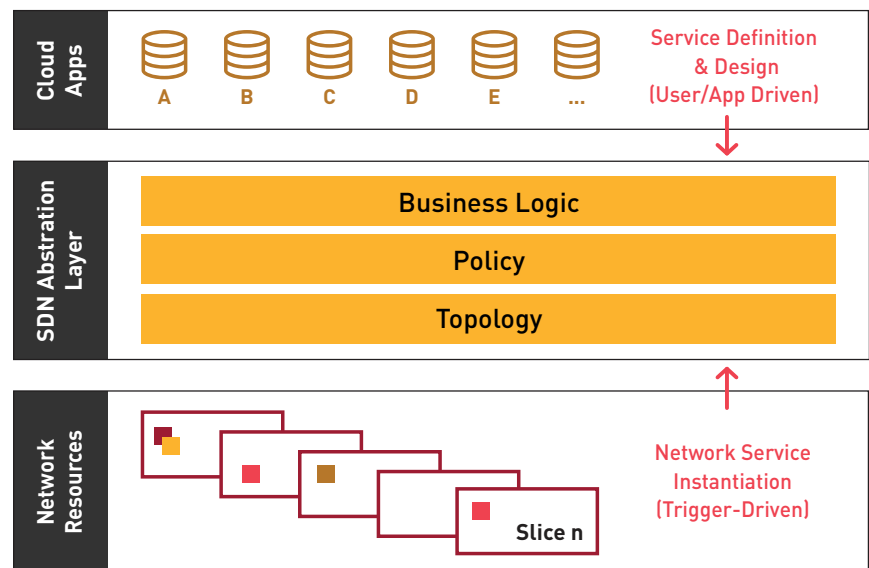 Cloud
Apps
A
B
C
D
E
...
Service Definition
& Design
(User/App Driven)
SDN Abstration
Layer
Business Logic
Policy
Topology
Network
Resources
Slice n
Network Service
Instantiation
(Trigger-Driven)